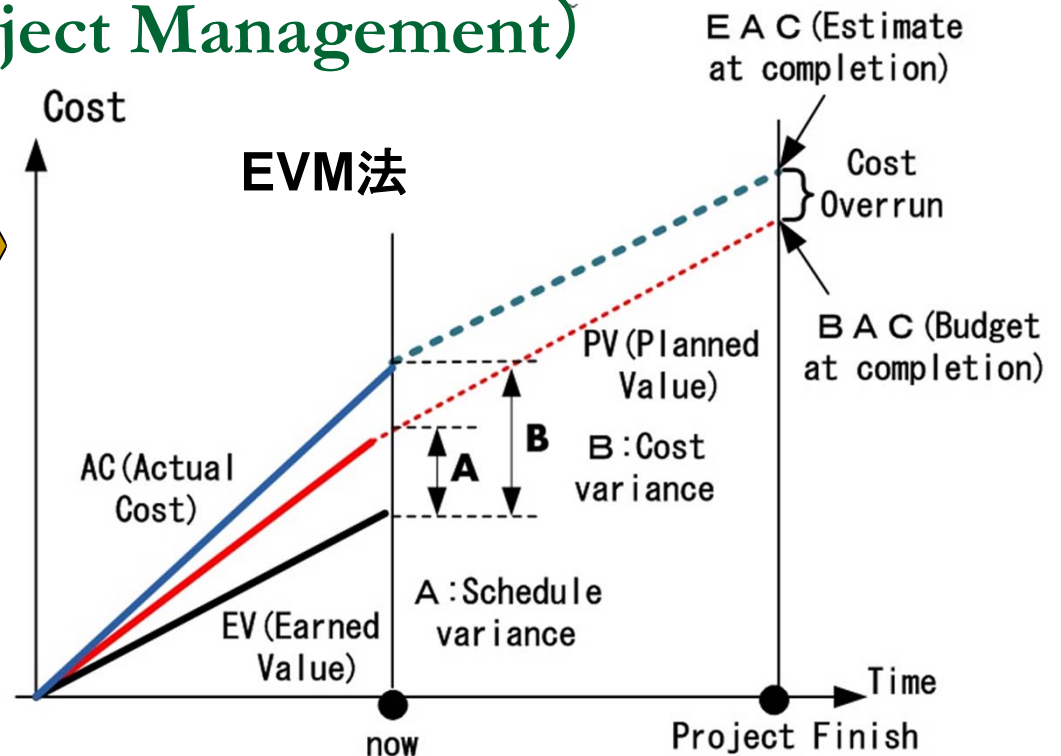 ject Management）
EAC(Estimate
at completion)
Cost
EVM法
Cost
Overrun
BAC(Budget
at completion)
PV(Planned
Value)
B
A
B:Cost
variance
AC(Actual
Cost)
A:Schedule
variance
EV(Earned
Value)
Time
now
Project Finish